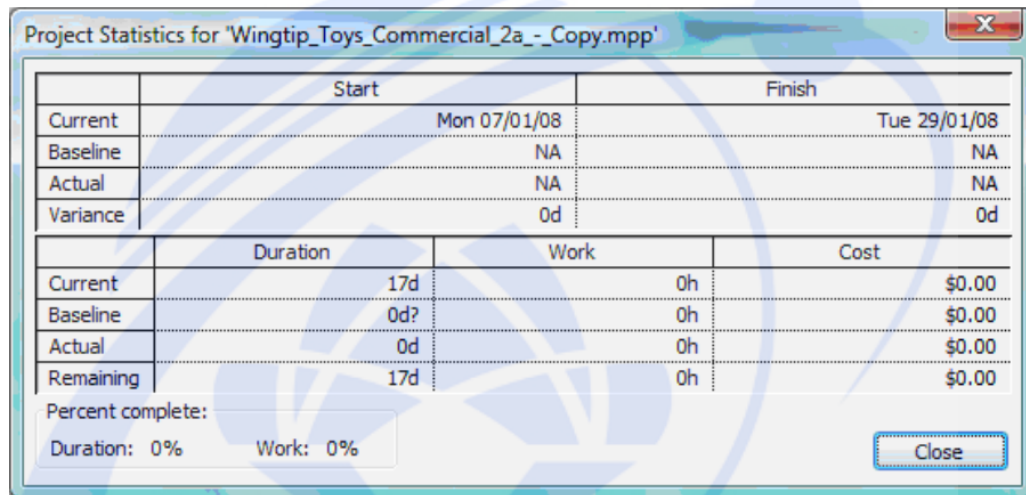 Project Statistics for 'Wingtip_Toys_Commercial_2a_-_Copy.mpp'
Start Finish
Current Mon 07/01/08 Tue 29/01/08
Baseline NA NA
Actual NA NA
Variance 0d 0d
Duration Work Cost
Current 17d 0h $0.00
Baseline 0d? 0h $0.00
Actual 0d 0h $0.00
Remaining 17d 0h $0.00
Percent complete:
Duration: 0% Work: 0% Close